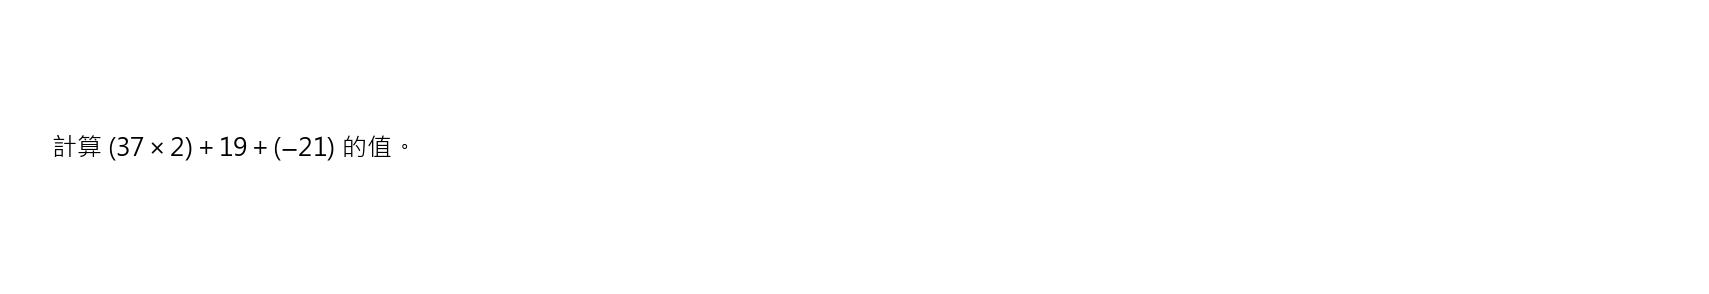 計算 (37 × 2) + 19 + (–21) 的值。